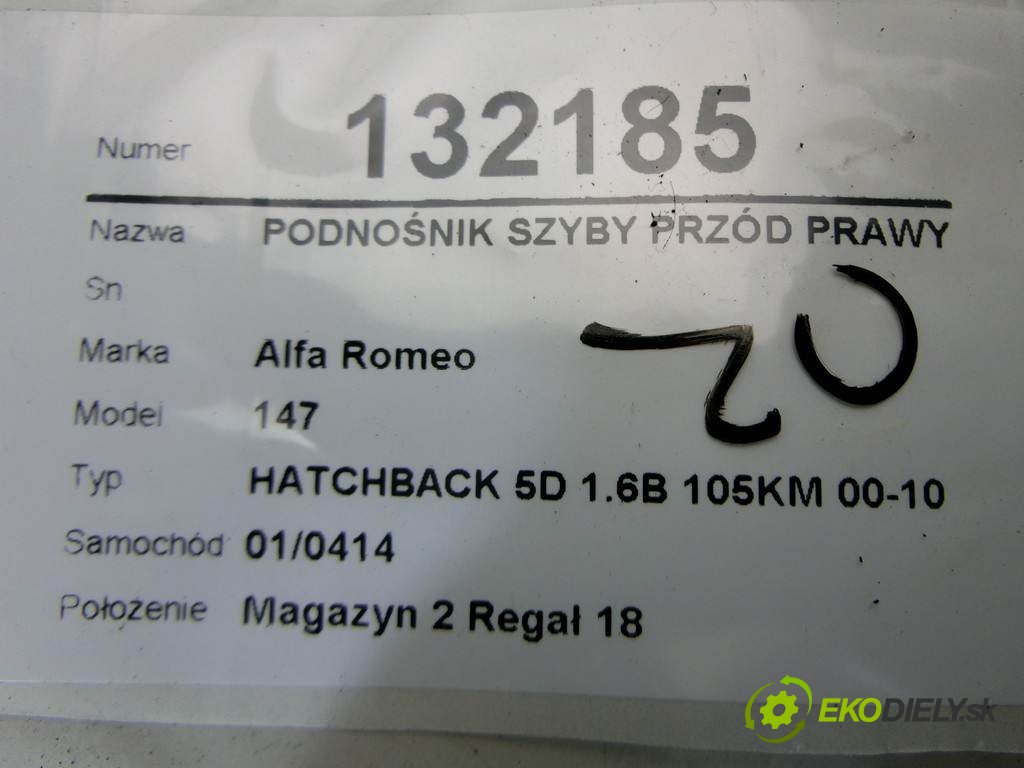 Numer 132185
Nazwa PODNOŚNIK SZYBY PRZÓD PRAWY
Sn
Marka Alfa Romeo
Model 147
Typ HATCHBACK 5D 1.6B 105KM 00-10
Samochód 01/0414
Położenie Magazyn 2 Regał 18
20
EKODIELY.sk